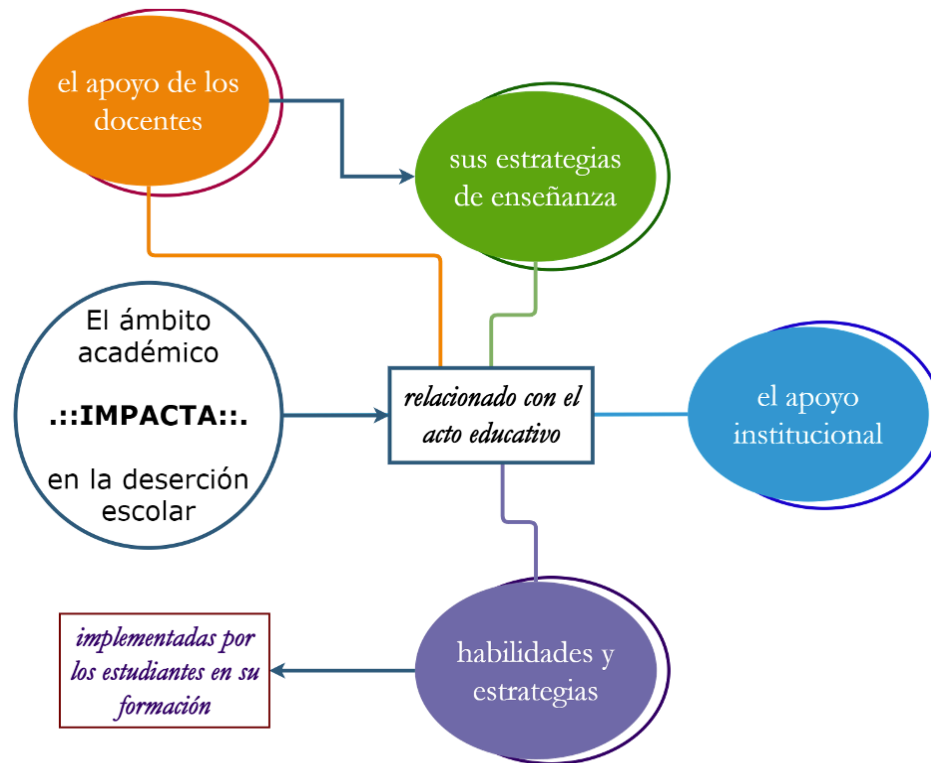 el apoyo de los
docentes
sus estrategias
de enseñanza
El ámbito
académico
.::IMPACTA::.
en la deserción
escolar
relacionado con el
acto educativo
el apoyo
institucional
habilidades y
estrategias
implementadas por
los estudiantes en su
formación